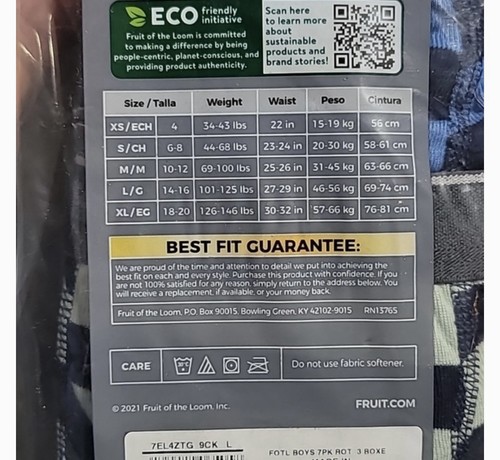 ECO friendly initiative
Fruit of the Loom is committed
to making a difference by being
people-centric, planet-conscious, and
providing product authenticity.
Scan here
to learn more
about
sustainable
products and
brand stories!
Size / Talla Weight Waist Peso Cintura
XS/ECH 4 34-43 lbs 22 in 15-19 kg 56 cm
S/CH 6-8 44-68 lbs 23-24 in 20-30 kg 58-61 cm
M/M 10-12 69-100 lbs 25-26 in 31-45 kg 63-66 cm
L/G 14-16 101-125 lbs 27-29 in 46-56 kg 69-74 cm
XL/EG 18-20 126-146 lbs 30-32 in 57-66 kg 76-81 cm
BEST FIT GUARANTEE:
We are proud of the time and attention to detail we put into achieving the
best fit on each and every style. Purchase this product with confidence. If you
are not 100% satisfied for any reason, simply return to the address below. You
will receive a replacement, if available, or your money back.
Fruit of the Loom, P.O. Box 90015, Bowling Green, KY 42102-9015 RN13765
CARE Do not use fabric softener.
© 2021 Fruit of the Loom, Inc. FRUIT.COM
7EL4ZTG 9CK L
FOTL BOYS 7PK ROT 3 BOXE